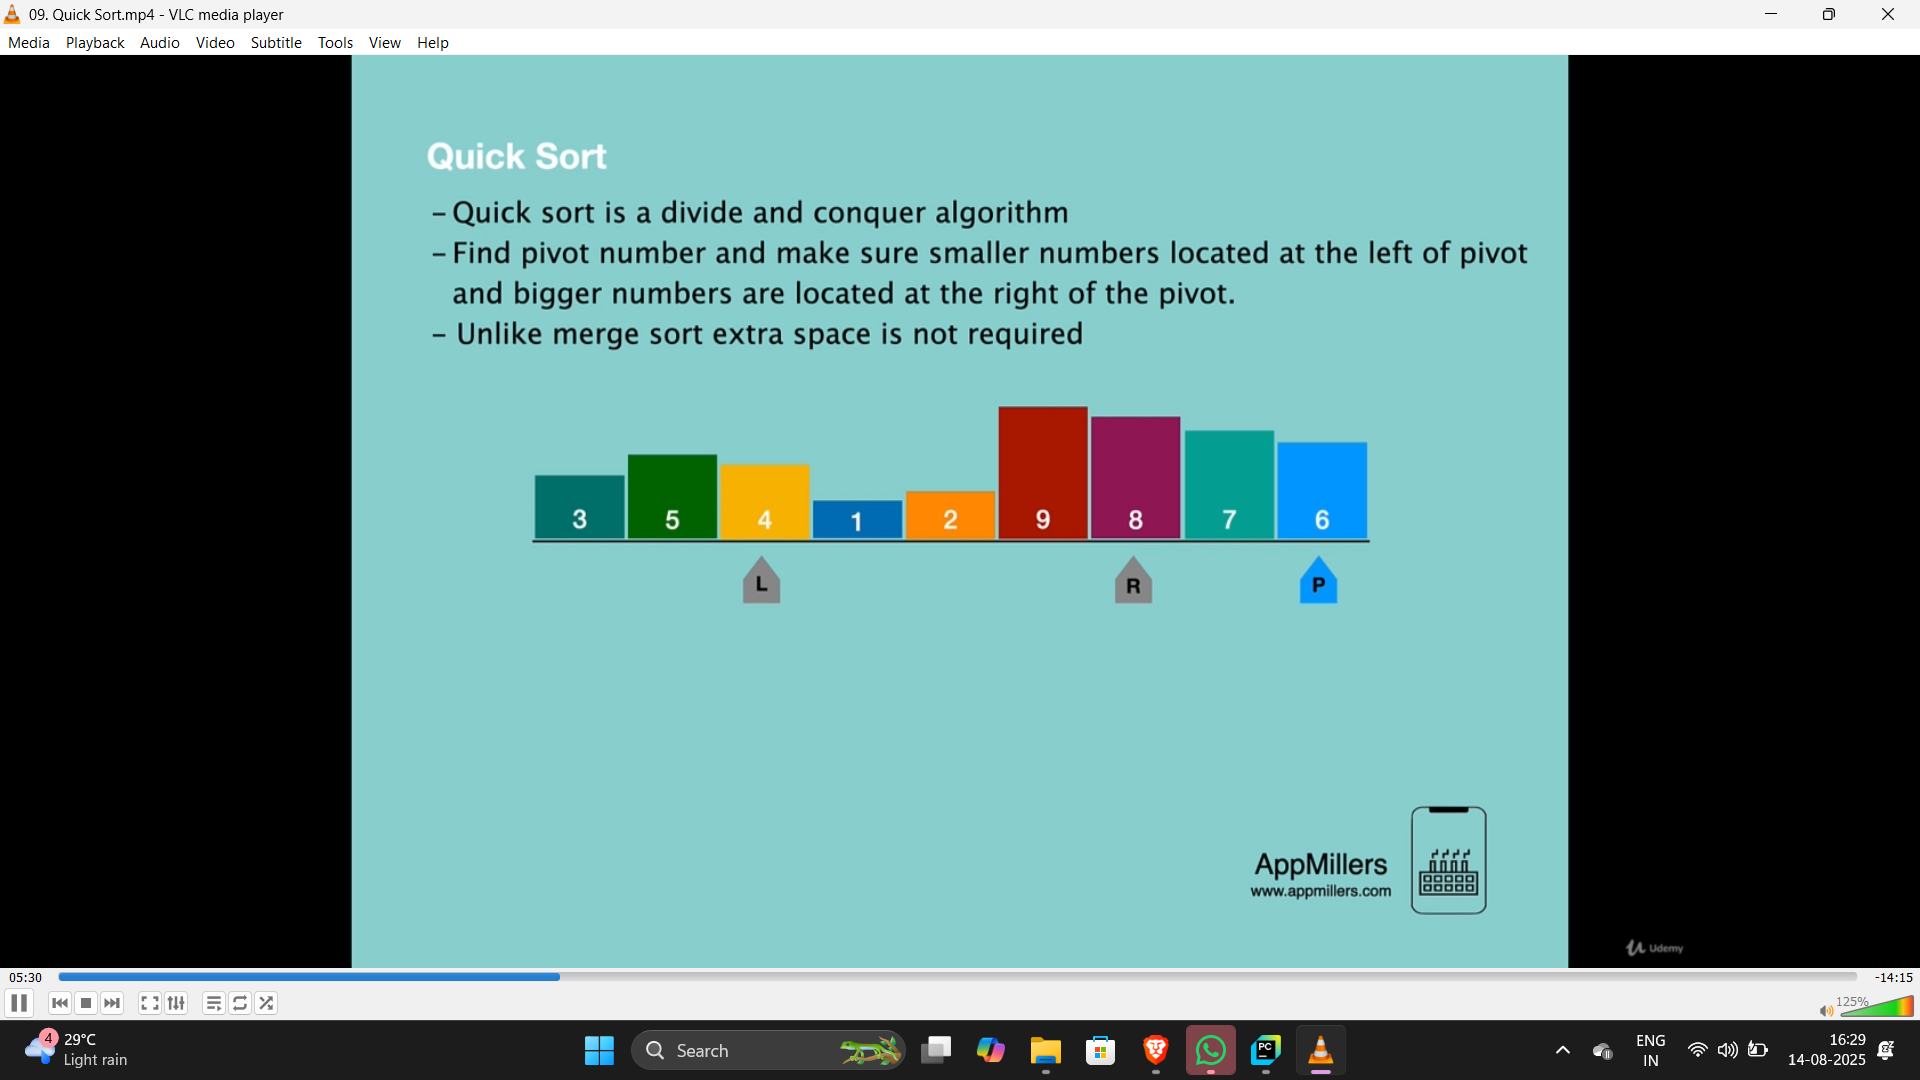 09. Quick Sort.mp4 - VLC media player
Media Playback Audio Video Subtitle Tools View Help
Quick Sort
– Quick sort is a divide and conquer algorithm
– Find pivot number and make sure smaller numbers located at the left of pivot
and bigger numbers are located at the right of the pivot.
– Unlike merge sort extra space is not required
3 5 4 1 2 9 8 7 6
L R P
AppMillers
www.appmillers.com
Udemy
05:30 -14:15
125%
4 29°C
Light rain
Search
PC
ENG
IN
16:29
14-08-2025